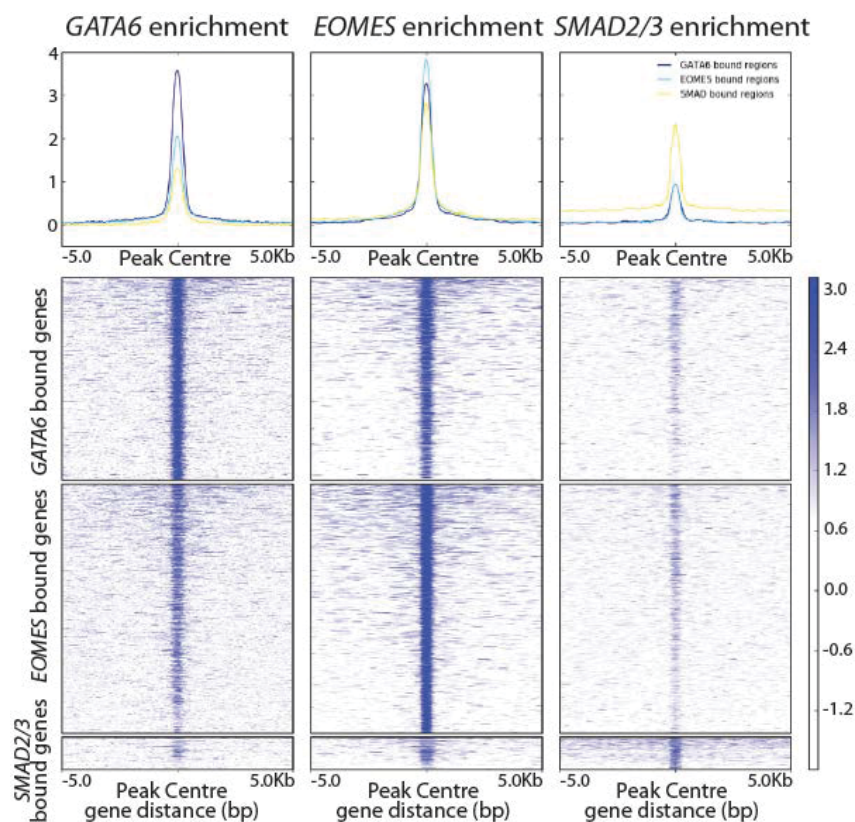 GATA6 enrichment EOMES enrichment SMAD2/3 enrichment
4
3
2
1
0
GATA6 bound regions
EOMES bound regions
SMAD bound regions
-5.0 Peak Centre 5.0Kb -5.0 Peak Centre 5.0Kb -5.0 Peak Centre 5.0Kb
GATA6 bound genes
EOMES bound genes
SMAD2/3
bound genes
3.0
2.4
1.8
1.2
0.6
0.0
-0.6
-1.2
-5.0 Peak Centre 5.0Kb -5.0 Peak Centre 5.0Kb -5.0 Peak Centre 5.0Kb
gene distance (bp) gene distance (bp) gene distance (bp)